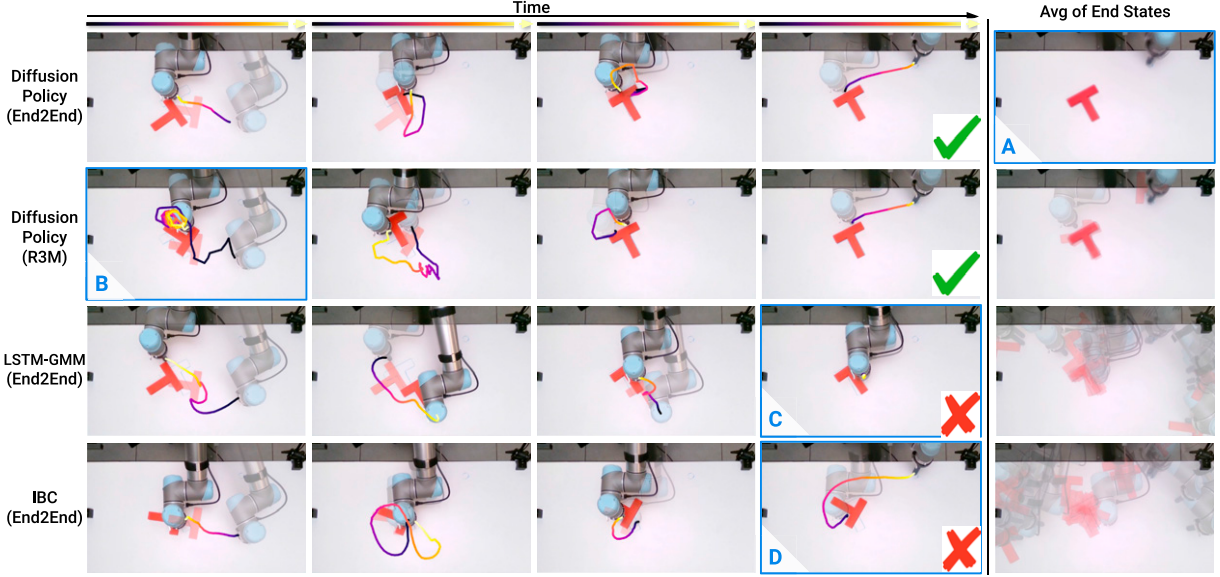 Time
Avg of End States
Diffusion
Policy
(End2End)
A
Diffusion
Policy
(R3M)
B
LSTM-GMM
(End2End)
C
IBC
(End2End)
D